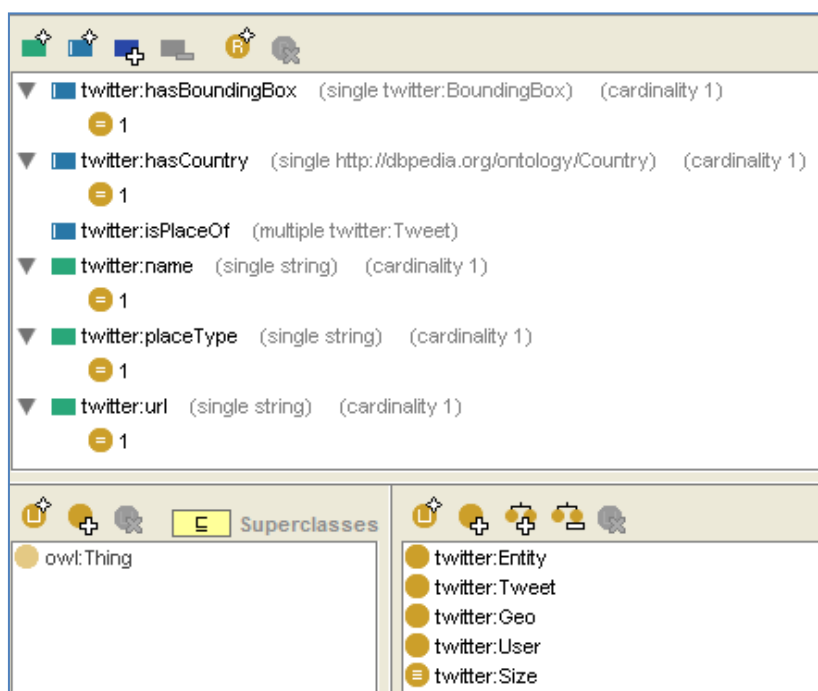 twitter:hasBoundingBox (single twitter:BoundingBox) (cardinality 1)
= 1
twitter:hasCountry (single http://dbpedia.org/ontology/Country) (cardinality 1)
= 1
twitter:isPlaceOf (multiple twitter:Tweet)
twitter:name (single string) (cardinality 1)
= 1
twitter:placeType (single string) (cardinality 1)
= 1
twitter:url (single string) (cardinality 1)
= 1
⊑ Superclasses
owl:Thing
twitter:Entity
twitter:Tweet
twitter:Geo
twitter:User
twitter:Size